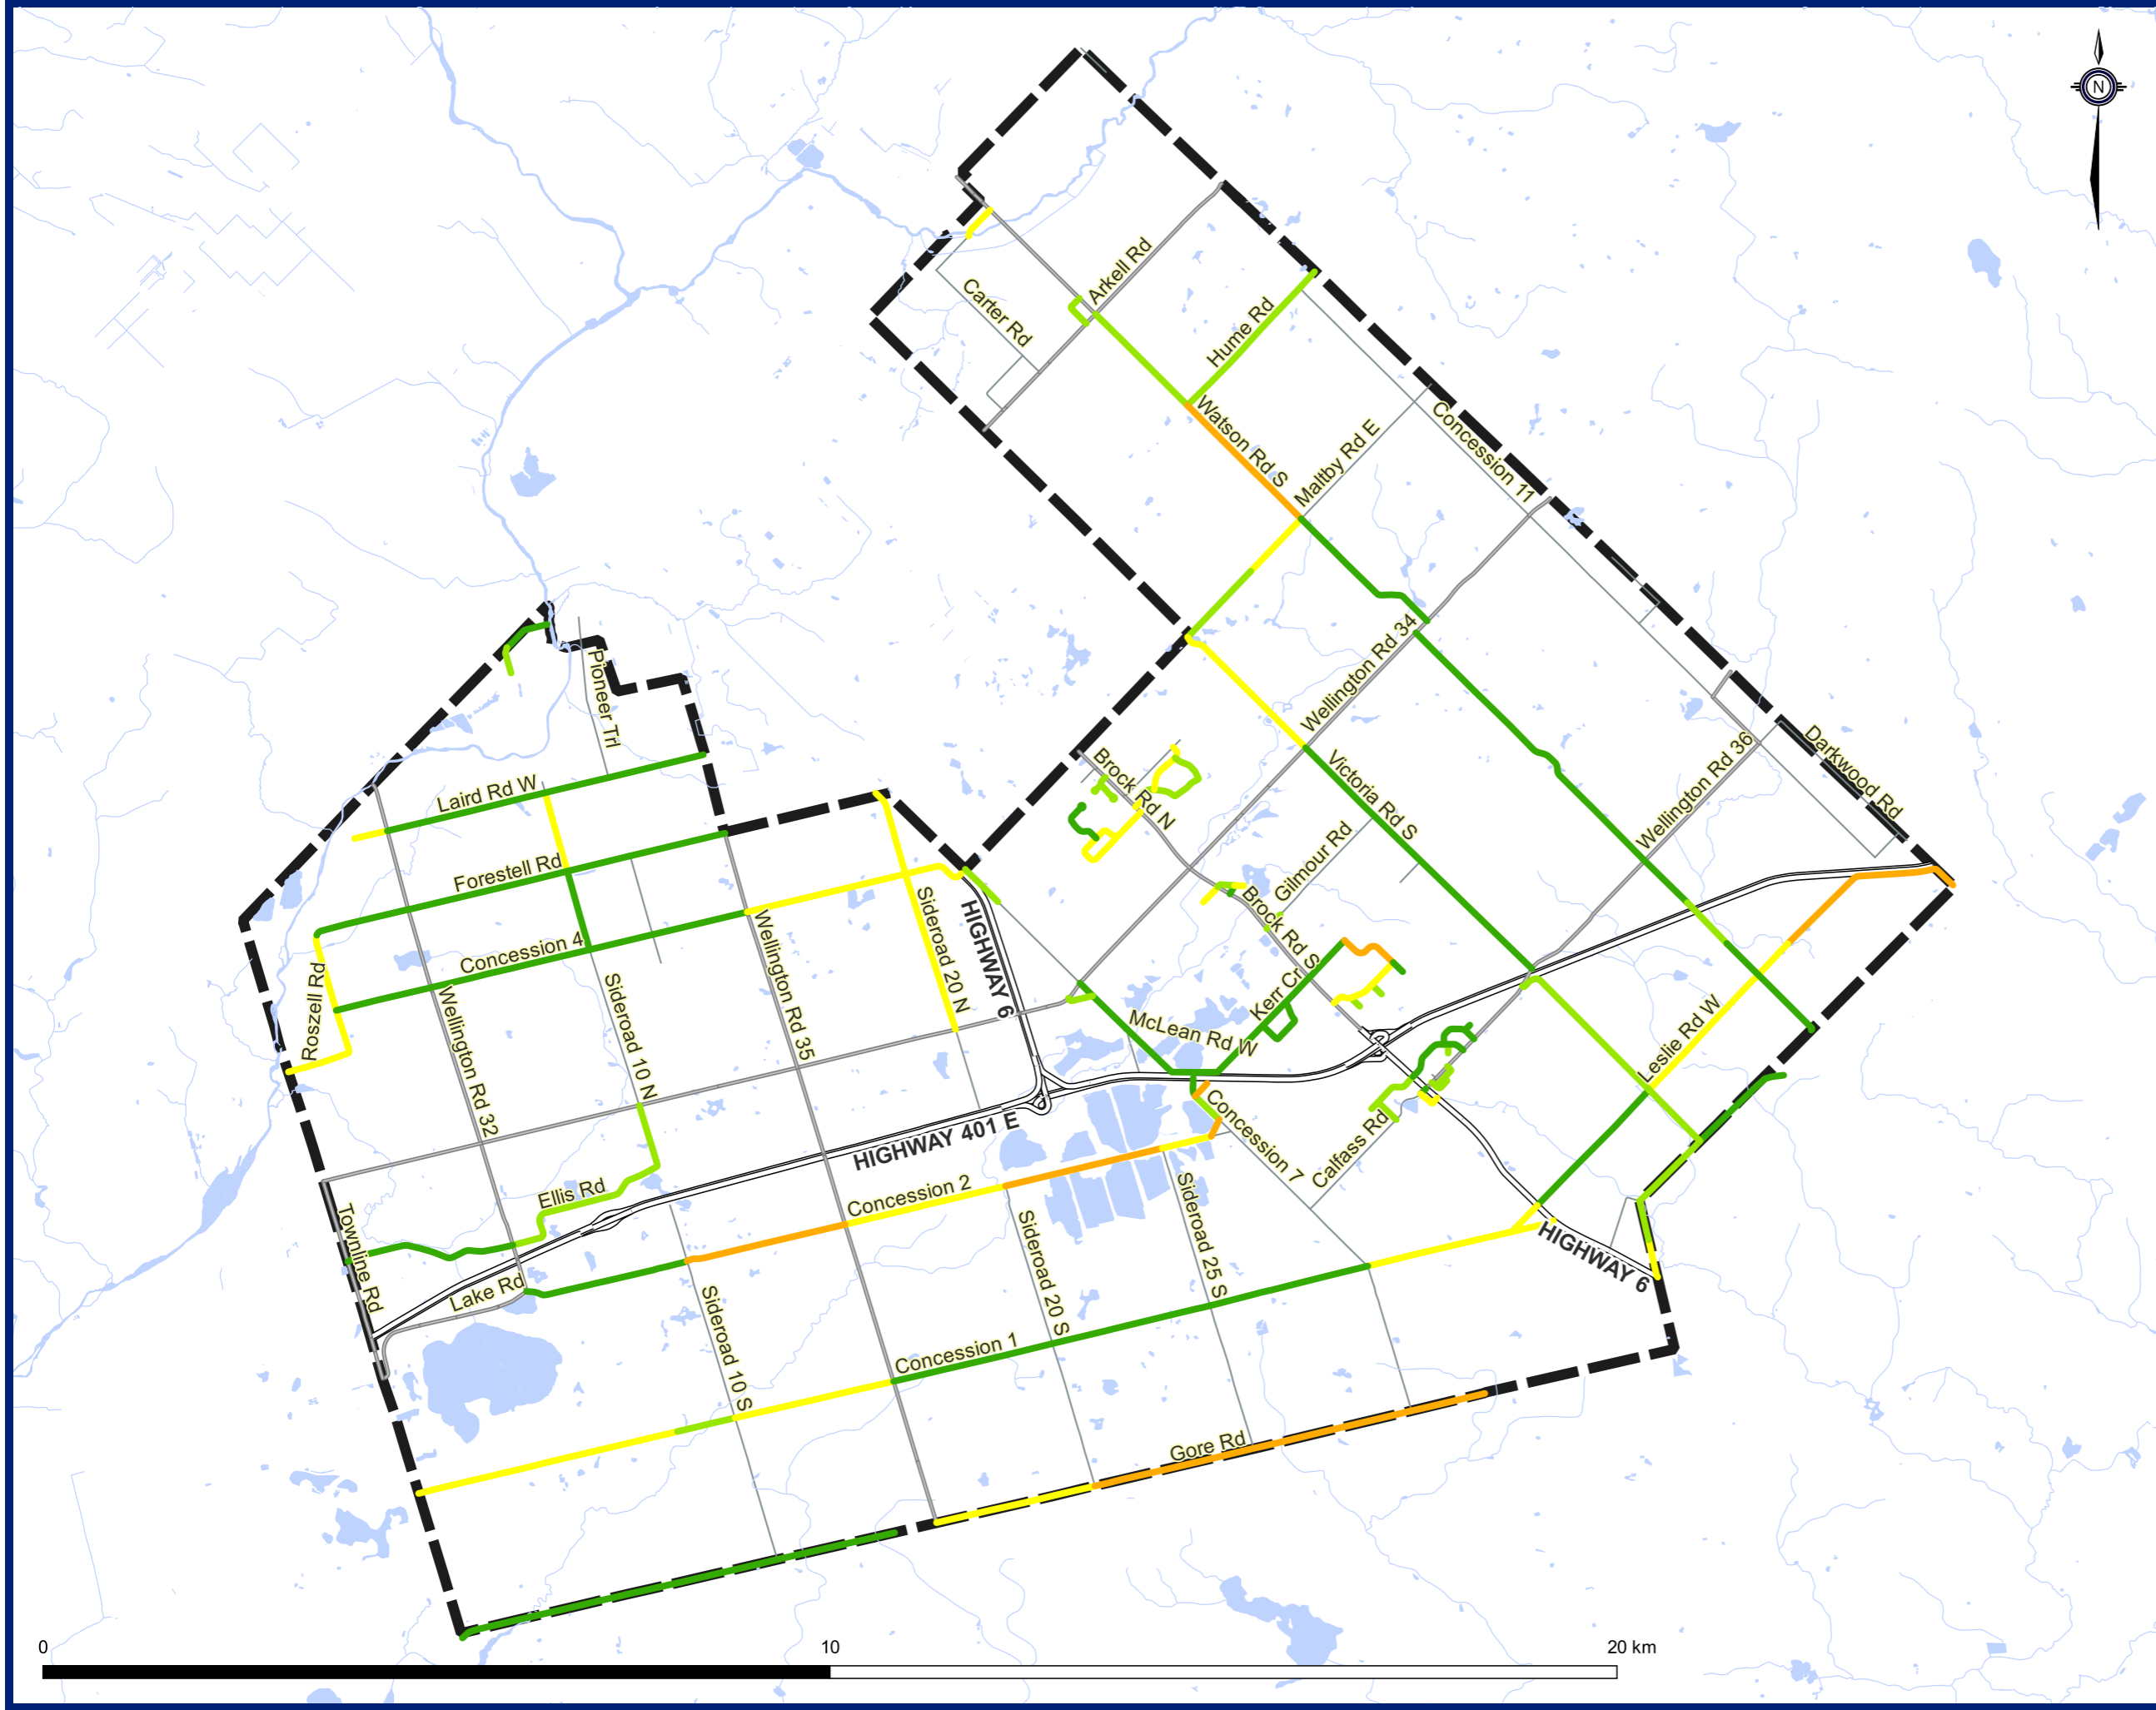 N
Arkell Rd
Carter Rd
Hume Rd
Watson Rd S
Maltby Rd E
Concession 11
Pioneer Trl
Wellington Rd 34
Brock Rd N
Victoria Rd S
Darkwood Rd
Wellington Rd 36
Laird Rd W
Gilmour Rd
Forestell Rd
Sideroad 20 N
HIGHWAY 6
Brock Rd S
Concession 4
Wellington Rd 35
Roszell Rd
Sideroad 10 N
Kerr Cr
Wellington Rd 32
McLean Rd W
Leslie Rd W
HIGHWAY 401 E
Concession 7
Calfass Rd
Ellis Rd
Concession 2
Townline Rd
Sideroad 25 S
Sideroad 20 S
HIGHWAY 6
Lake Rd
Sideroad 10 S
Concession 1
Gore Rd
0 10 20 km